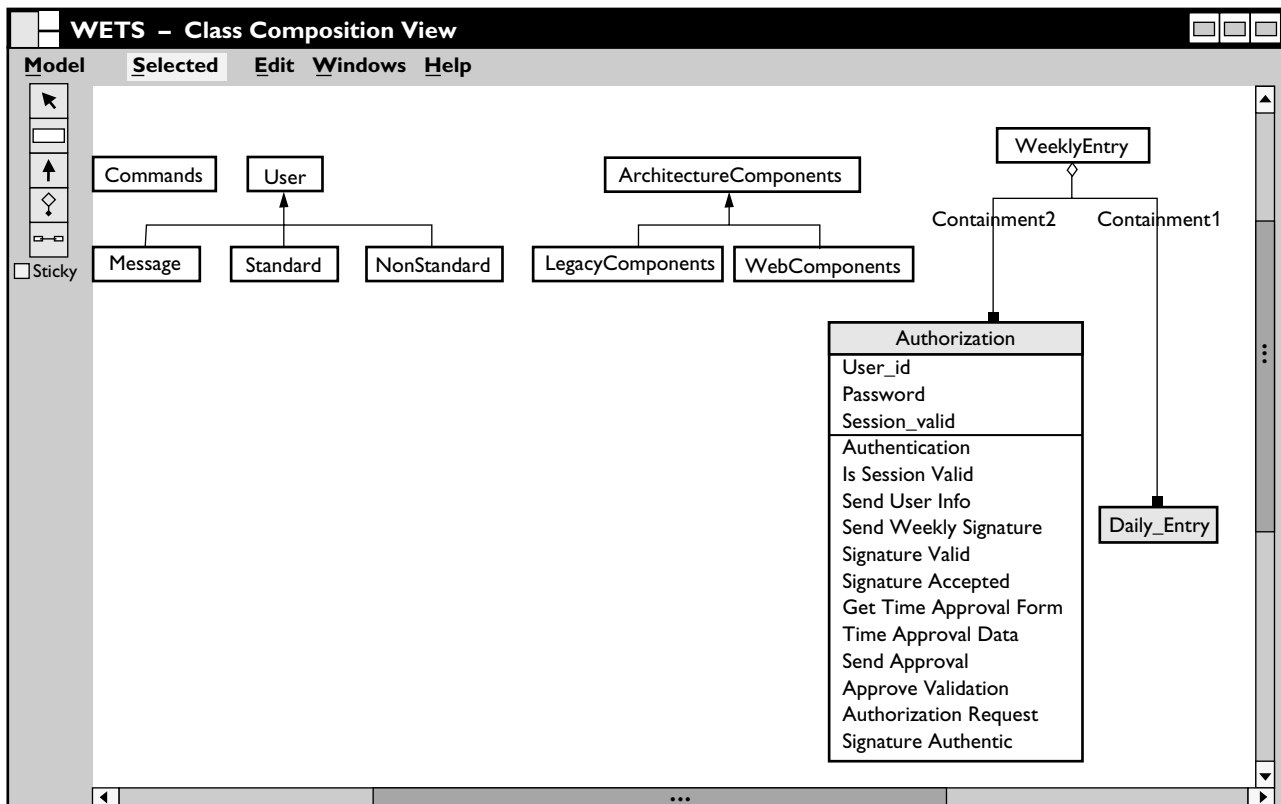 WETS – Class Composition View
Model Selected Edit Windows Help
Sticky
WeeklyEntry
Commands User ArchitectureComponents
Containment2 Containment1
Message Standard NonStandard LegacyComponents WebComponents
Authorization
User_id
Password
Session_valid
Authentication
Is Session Valid
Send User Info
Send Weekly Signature
Signature Valid
Signature Accepted
Get Time Approval Form
Time Approval Data
Send Approval
Approve Validation
Authorization Request
Signature Authentic
Daily_Entry